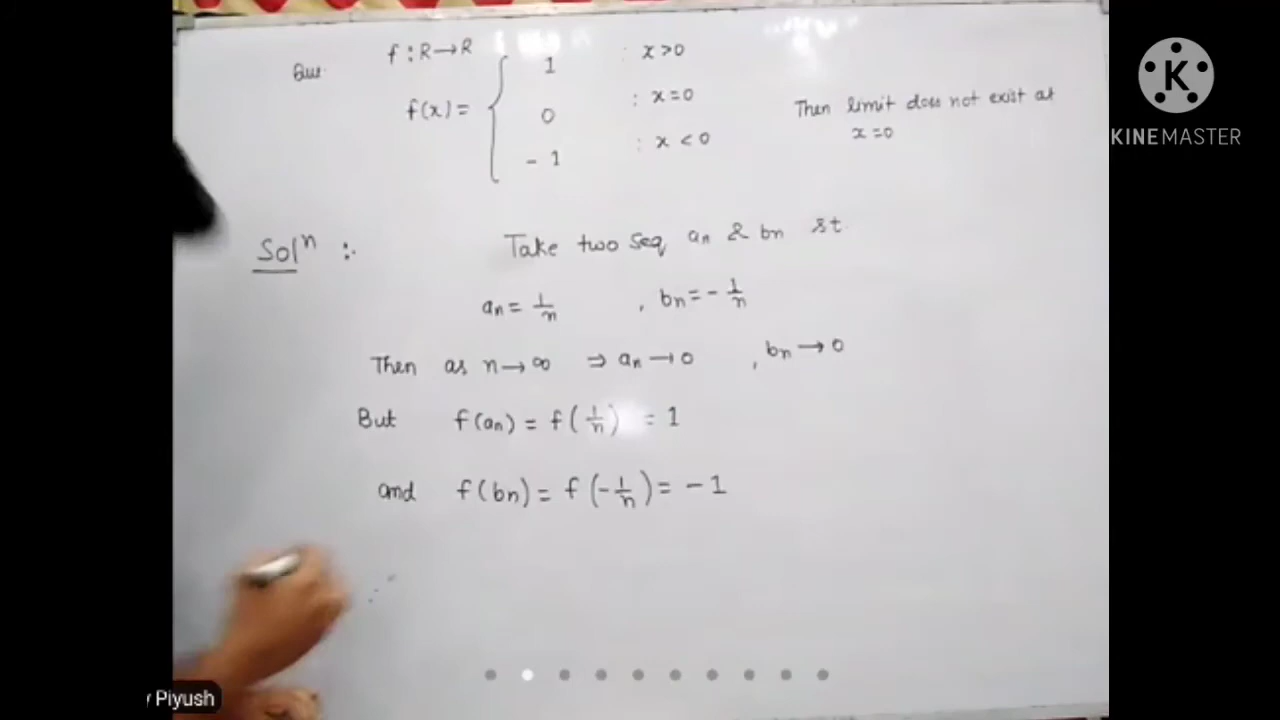 Que. f : R→R
f(x) = { 1 : x>0
0 : x=0
-1 : x<0
Then limit does not exist at
x=0
Solⁿ :. Take two seq aₙ & bₙ st.
aₙ = 1/n , bₙ = - 1/n
Then as n→∞ ⇒ aₙ→0 , bₙ→0
But f(aₙ) = f(1/n) = 1
and f(bₙ) = f(-1/n) = -1
K
KINEMASTER
Piyush